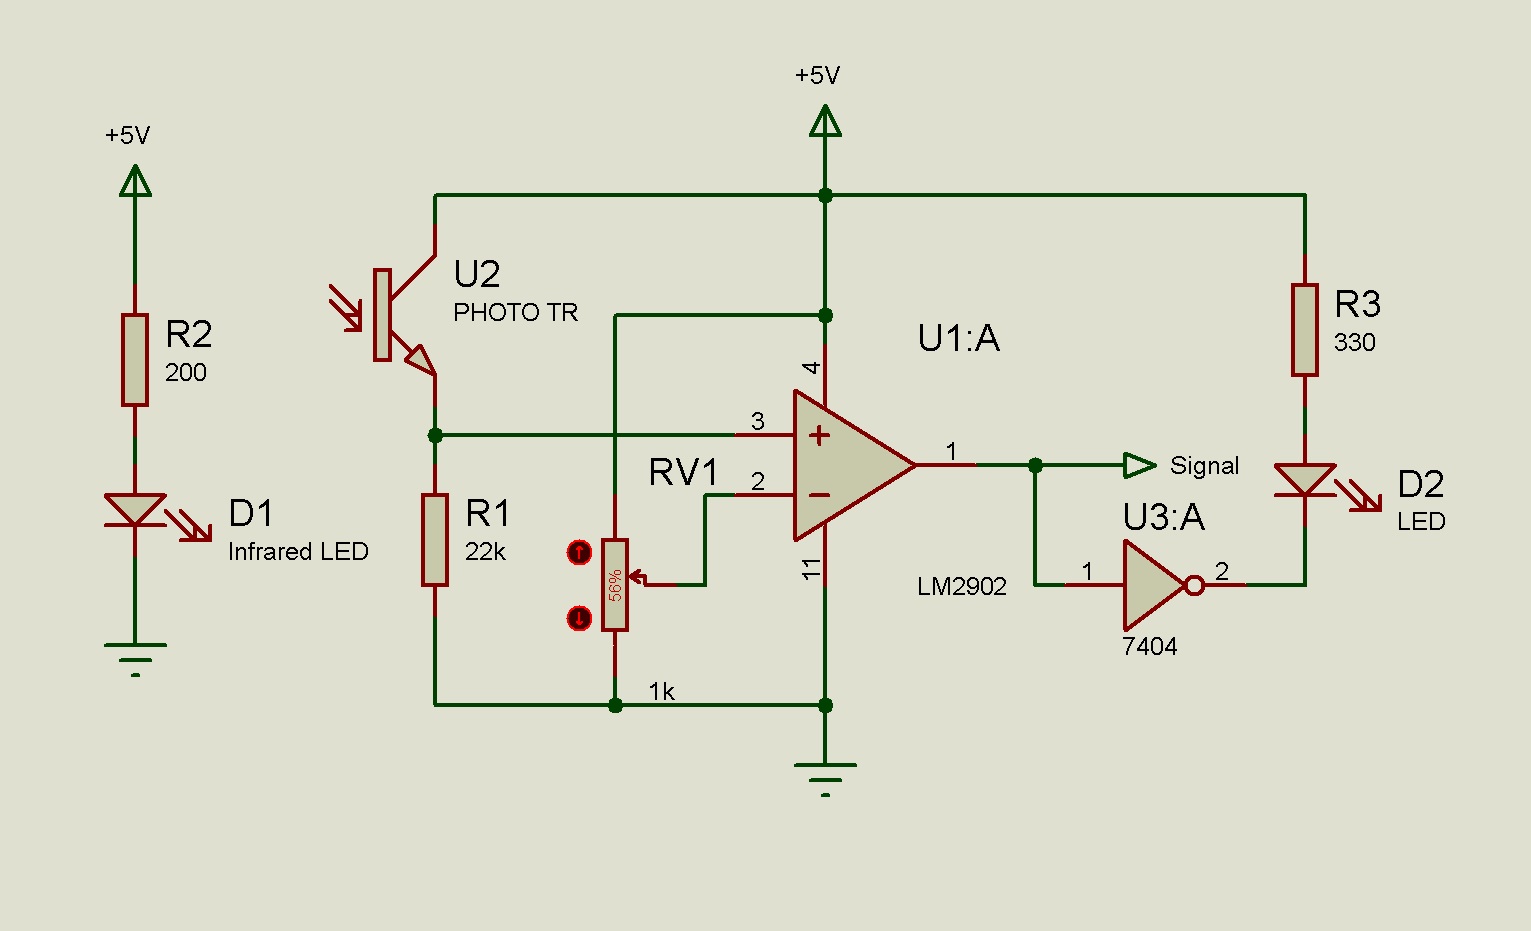 +5V
+5V
U2
PHOTO TR
R2
200
R3
330
U1:A
4
3
+
1
Signal
RV1
2
−
D2
LED
D1
Infrared LED
R1
22k
U3:A
56%
11
LM2902
1
2
7404
1k